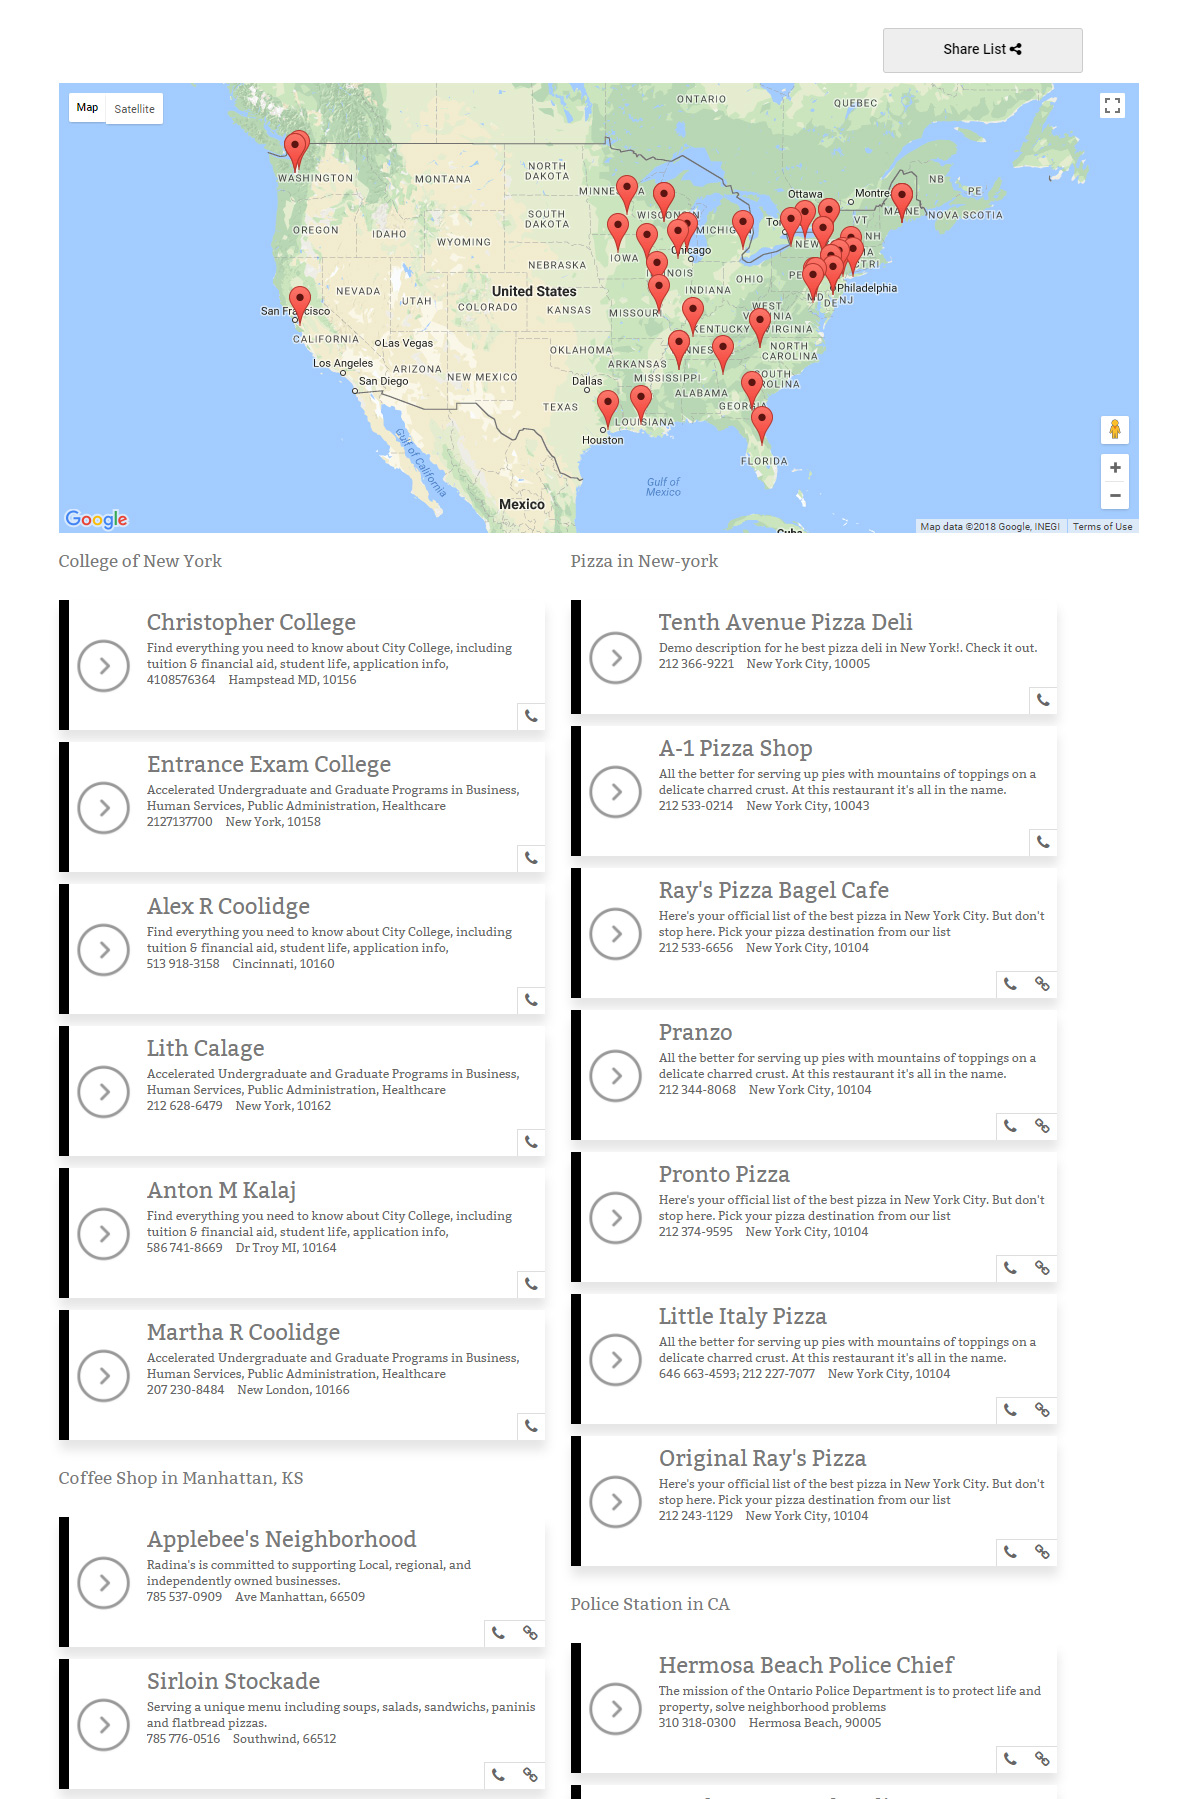 Share List
Map
Satellite
ONTARIO
QUEBEC
WASHINGTON
MONTANA
NORTH
DAKOTA
Ottawa
NB
PE
NOVA SCOTIA
VT
NH
OREGON
IDAHO
SOUTH
DAKOTA
WYOMING
IOWA
Chicago
NEBRASKA
OHIO
United States
NEVADA
UTAH
COLORADO
KANSAS
INDIANA
Philadelphia
MD
DE
NJ
San Francisco
CALIFORNIA
Las Vegas
OKLAHOMA
ARKANSAS
NORTH
CAROLINA
Los Angeles
ARIZONA
NEW MEXICO
San Diego
Dallas
MISSISSIPPI
ALABAMA
TEXAS
LOUISIANA
Houston
Gulf of California
FLORIDA
Gulf of
Mexico
Mexico
Cuba
Google
Map data ©2018 Google, INEGI
Terms of Use
College of New York
Christopher College
Find everything you need to know about City College, including
tuition & financial aid, student life, application info,
4108576364 Hampstead MD, 10156
Entrance Exam College
Accelerated Undergraduate and Graduate Programs in Business,
Human Services, Public Administration, Healthcare
2127137700 New York, 10158
Alex R Coolidge
Find everything you need to know about City College, including
tuition & financial aid, student life, application info,
513 918-3158 Cincinnati, 10160
Lith Calage
Accelerated Undergraduate and Graduate Programs in Business,
Human Services, Public Administration, Healthcare
212 628-6479 New York, 10162
Anton M Kalaj
Find everything you need to know about City College, including
tuition & financial aid, student life, application info,
586 741-8669 Dr Troy MI, 10164
Martha R Coolidge
Accelerated Undergraduate and Graduate Programs in Business,
Human Services, Public Administration, Healthcare
207 230-8484 New London, 10166
Coffee Shop in Manhattan, KS
Applebee's Neighborhood
Radina's is committed to supporting Local, regional, and
independently owned businesses.
785 537-0909 Ave Manhattan, 66509
Sirloin Stockade
Serving a unique menu including soups, salads, sandwichs, paninis
and flatbread pizzas.
785 776-0516 Southwind, 66512
Pizza in New-york
Tenth Avenue Pizza Deli
Demo description for he best pizza deli in New York!. Check it out.
212 366-9221 New York City, 10005
A-1 Pizza Shop
All the better for serving up pies with mountains of toppings on a
delicate charred crust. At this restaurant it's all in the name.
212 533-0214 New York City, 10043
Ray's Pizza Bagel Cafe
Here's your official list of the best pizza in New York City. But don't
stop here. Pick your pizza destination from our list
212 533-6656 New York City, 10104
Pranzo
All the better for serving up pies with mountains of toppings on a
delicate charred crust. At this restaurant it's all in the name.
212 344-8068 New York City, 10104
Pronto Pizza
Here's your official list of the best pizza in New York City. But don't
stop here. Pick your pizza destination from our list
212 374-9595 New York City, 10104
Little Italy Pizza
All the better for serving up pies with mountains of toppings on a
delicate charred crust. At this restaurant it's all in the name.
646 663-4593; 212 227-7077 New York City, 10104
Original Ray's Pizza
Here's your official list of the best pizza in New York City. But don't
stop here. Pick your pizza destination from our list
212 243-1129 New York City, 10104
Police Station in CA
Hermosa Beach Police Chief
The mission of the Ontario Police Department is to protect life and
property, solve neighborhood problems
310 318-0300 Hermosa Beach, 90005